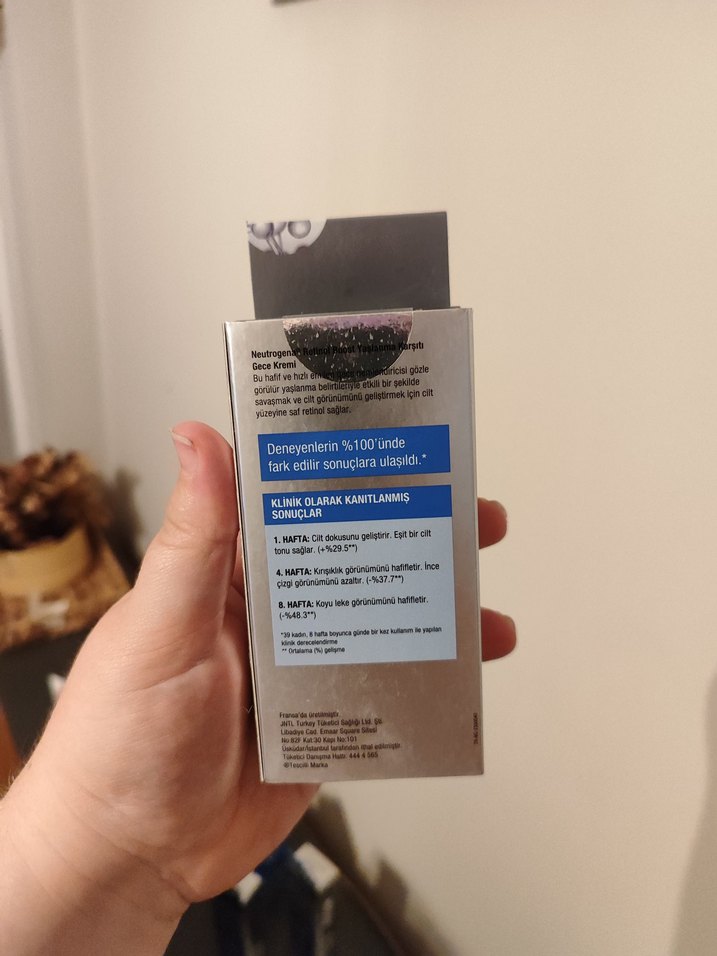 Neutrogena® Retinol Boost Yaşlanma Karşıtı
Gece Kremi
Bu hafif ve hızlı emilen gece nemlendiricisi gözle
görülür yaşlanma belirtileriyle etkili bir şekilde
savaşmak ve cilt görünümünü geliştirmek için cilt
yüzeyine saf retinol sağlar.
Deneyenlerin %100'ünde
fark edilir sonuçlara ulaşıldı.*
KLİNİK OLARAK KANITLANMIŞ
SONUÇLAR
1. HAFTA: Cilt dokusunu geliştirir. Eşit bir cilt
tonu sağlar. (+%29.5**)
4. HAFTA: Kırışıklık görünümünü hafifletir. İnce
çizgi görünümünü azaltır. (-%37.7**)
8. HAFTA: Koyu leke görünümünü hafifletir.
(-%48.3**)
*39 kadın, 8 hafta boyunca günde bir kez kullanım ile yapılan
klinik derecelendirme
** Ortalama (%) gelişme
Fransa'da üretilmiştir.
JNTL Turkey Tüketici Sağlığı Ltd. Şti.
Libadiye Cad. Emaar Square Sitesi
No:82F Kat:30 Kapı No:101
Üsküdar/İstanbul tarafından ithal edilmiştir.
Tüketici Danışma Hattı: 444 4 565
®Tescilli Marka